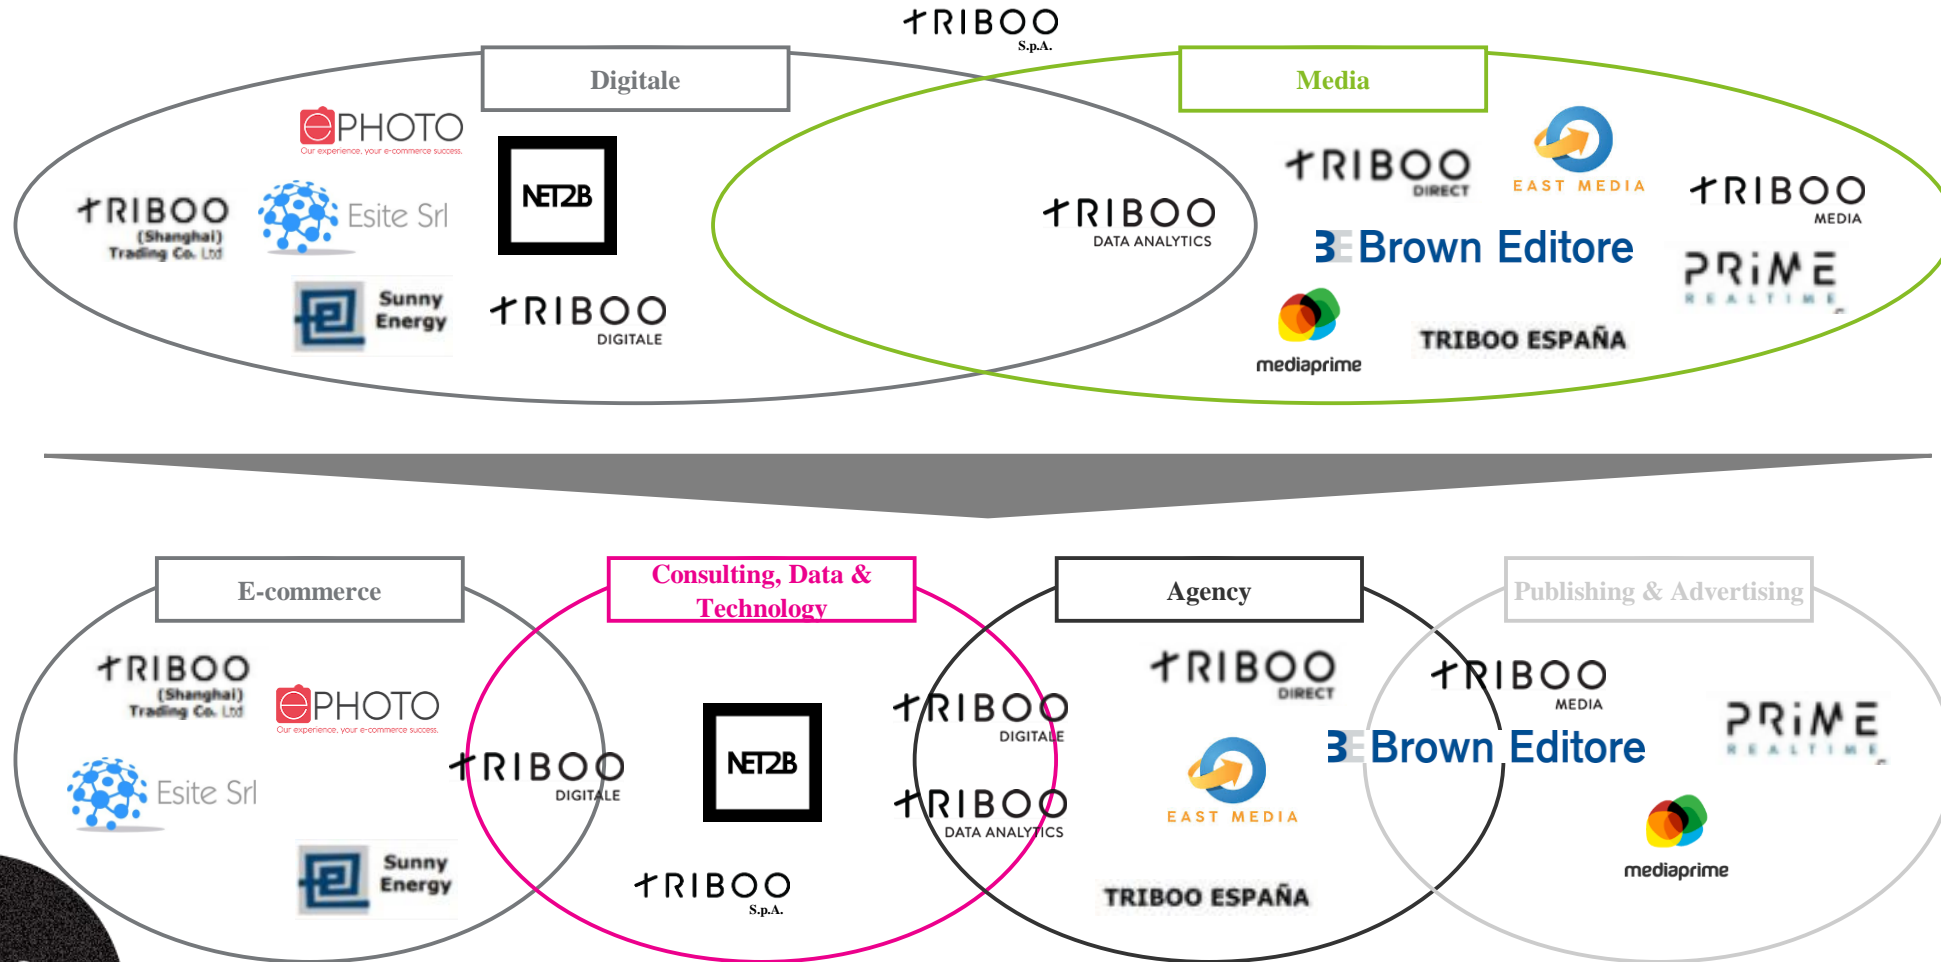 TRIBOO
S.p.A.
Digitale
Media
ePHOTO
Our experience, your e-commerce success.
NET2B
TRIBOO
(Shanghai)
Trading Co. Ltd
Esite Srl
Sunny
Energy
TRIBOO
DIGITALE
TRIBOO
DATA ANALYTICS
TRIBOO
DIRECT
EAST MEDIA
TRIBOO
MEDIA
BE Brown Editore
PRiME
REALTIME
mediaprime
TRIBOO ESPAÑA
E-commerce
Consulting, Data &
Technology
Agency
Publishing & Advertising
TRIBOO
(Shanghai)
Trading Co. Ltd
ePHOTO
Our experience, your e-commerce success.
Esite Srl
Sunny
Energy
TRIBOO
DIGITALE
NET2B
TRIBOO
S.p.A.
TRIBOO
DIGITALE
TRIBOO
DATA ANALYTICS
TRIBOO
DIRECT
EAST MEDIA
TRIBOO ESPAÑA
TRIBOO
MEDIA
BE Brown Editore
PRiME
REALTIME
mediaprime